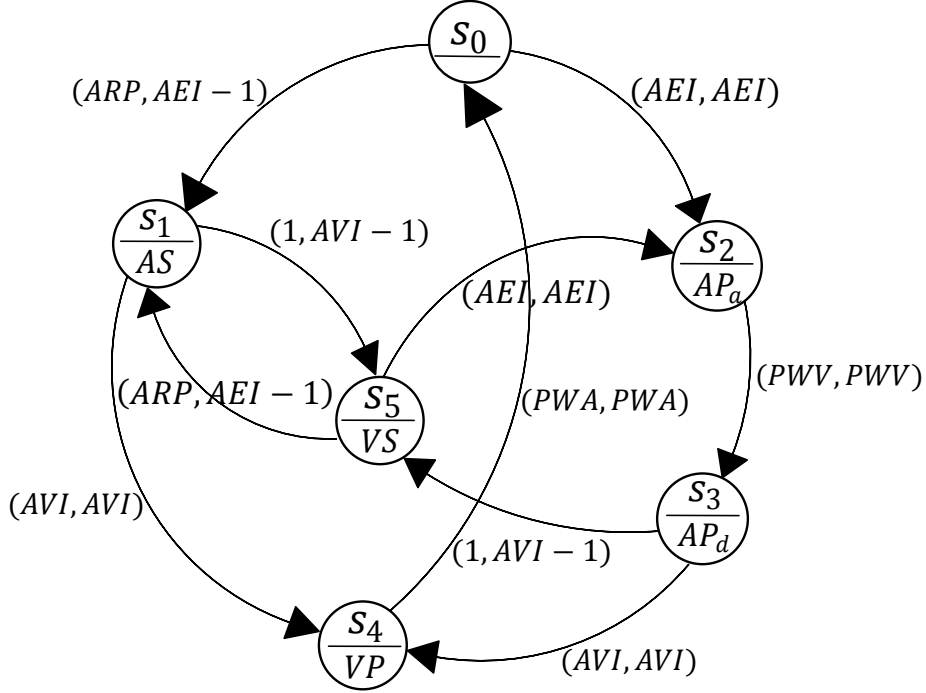 s₀
(ARP, AEI − 1)
(AEI, AEI)
s₁
AS
(1, AVI − 1)
s₂
APₐ
(AEI, AEI)
(PWV, PWV)
(ARP, AEI − 1)
s₅
VS
(PWA, PWA)
(AVI, AVI)
s₃
AP_d
(1, AVI − 1)
s₄
VP
(AVI, AVI)